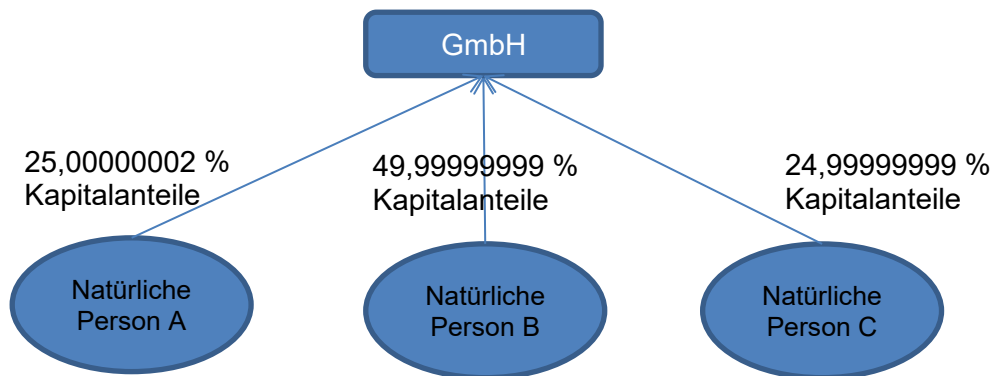 GmbH
25,00000002 %
Kapitalanteile
49,99999999 %
Kapitalanteile
24,99999999 %
Kapitalanteile
Natürliche
Person A
Natürliche
Person B
Natürliche
Person C